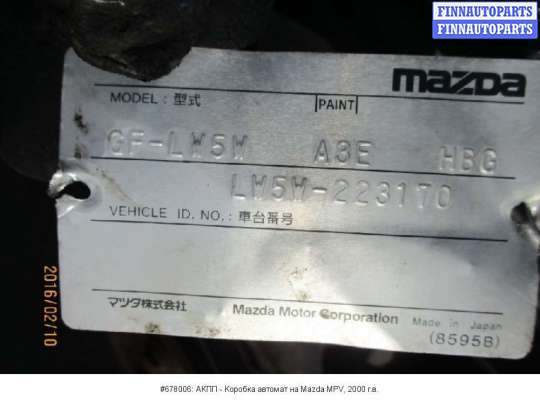 FINNAUTOPARTS
FINNAUTOPARTS
mazda
MODEL : 型式 PAINT
GF-LW5W A3E HBG
LW5W-223170
VEHICLE ID. NO. : 車台番号
マツダ株式会社 Mazda Motor Corporation Made in Japan
(8595B)
2016/02/10
#678006: АКПП - Коробка автомат на Mazda MPV, 2000 г.в.